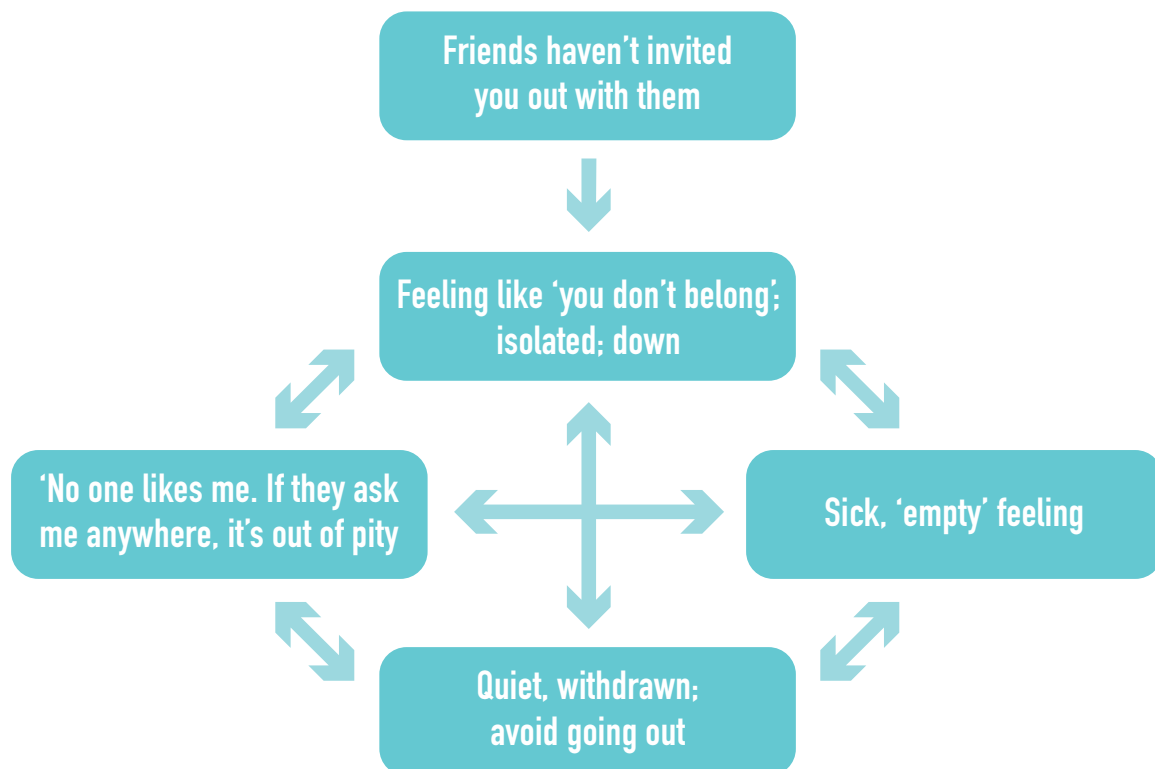 Friends haven’t invited
you out with them
Feeling like ‘you don’t belong’;
isolated; down
‘No one likes me. If they ask
me anywhere, it’s out of pity
Sick, ‘empty’ feeling
Quiet, withdrawn;
avoid going out